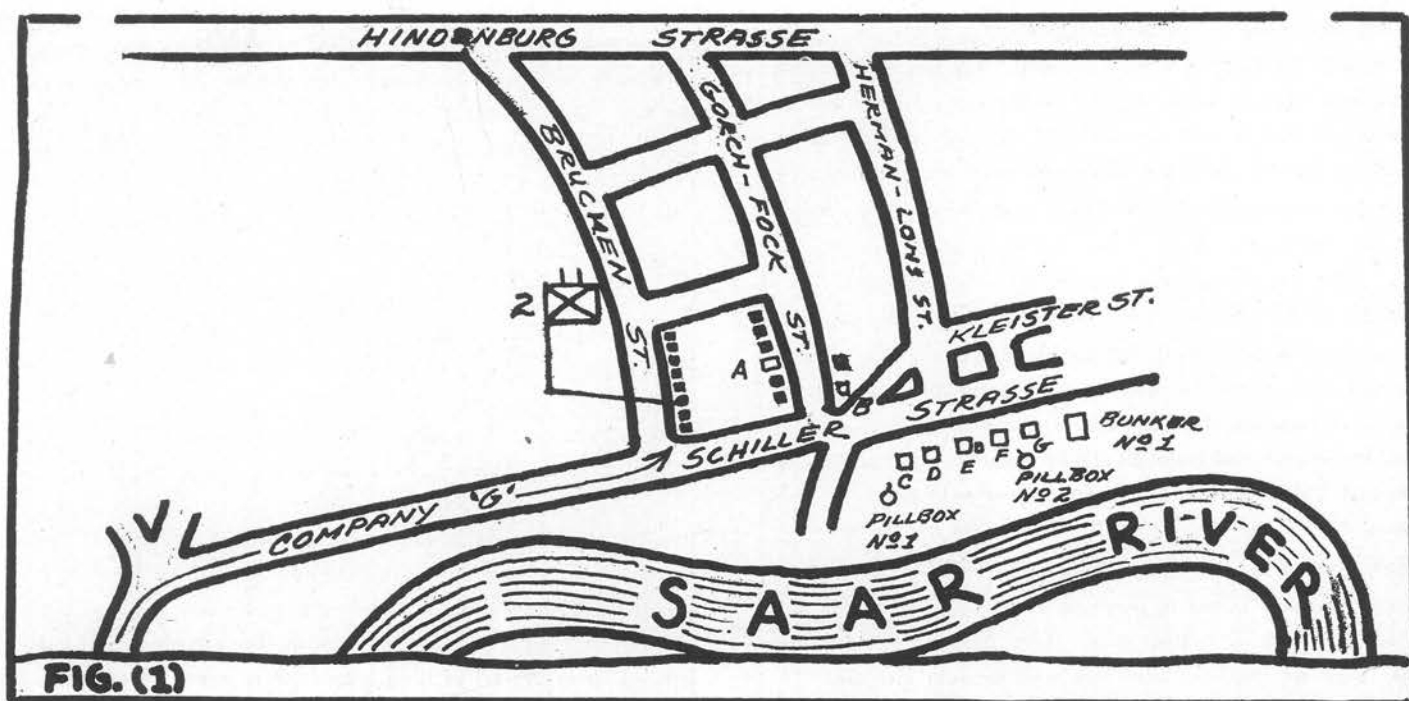 HINDENBURG STRASSE
BRUCHEN ST.
GORCH-FOCK ST.
HERMAN-LONS ST.
KLEISTER ST.
2
A
B
SCHILLER STRASSE
COMPANY 'G'
BUNKER
Nº 1
C D E F G
PILLBOX
Nº 2
PILLBOX
Nº 1
SAAR RIVER
FIG. (1)